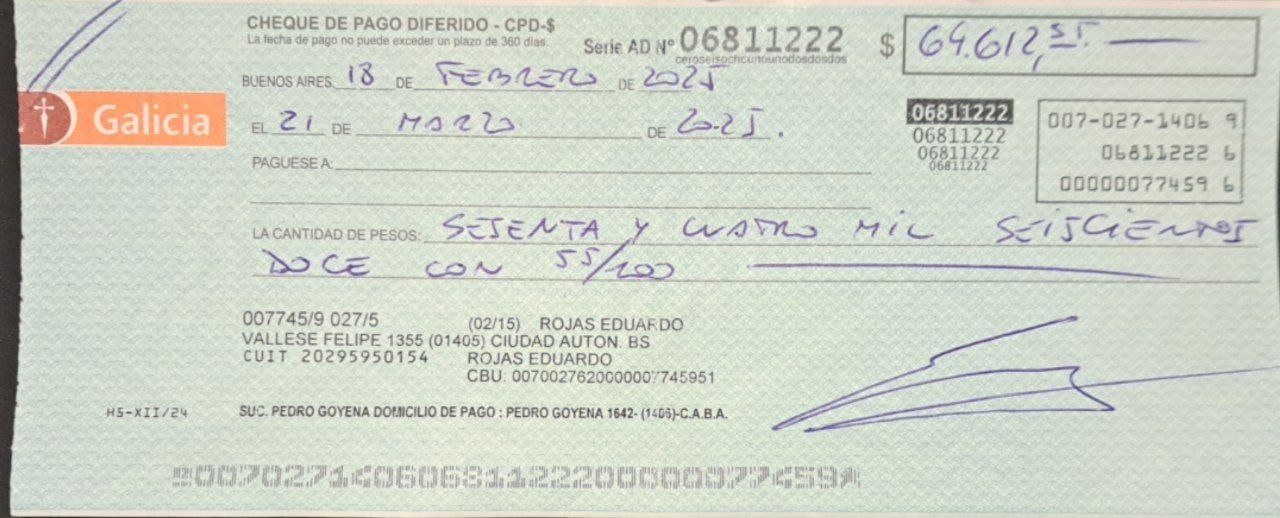 CHEQUE DE PAGO DIFERIDO - CPD-$
La fecha de pago no puede exceder un plazo de 360 días.
Serie AD Nº 06811222
ceroseisochounounodosdosdos
$ 64.612,55.
BUENOS AIRES, 18 DE FEBRERO DE 2025
Galicia
EL 21 DE MARZO DE 2025.
06811222
06811222
06811222
06811222
007-027-1406 9
06811222 6
00000077459 6
PAGUESE A:
LA CANTIDAD DE PESOS: SESENTA Y CUATRO MIL SEISCIENTOS
DOCE CON 55/100
007745/9 027/5 (02/15) ROJAS EDUARDO
VALLESE FELIPE 1355 (01405) CIUDAD AUTON. BS
CUIT 20295950154 ROJAS EDUARDO
CBU: 0070027620000007745951
HS-XII/24
SUC. PEDRO GOYENA DOMICILIO DE PAGO : PEDRO GOYENA 1642- (1406)-C.A.B.A.
00702714060681122200000077459